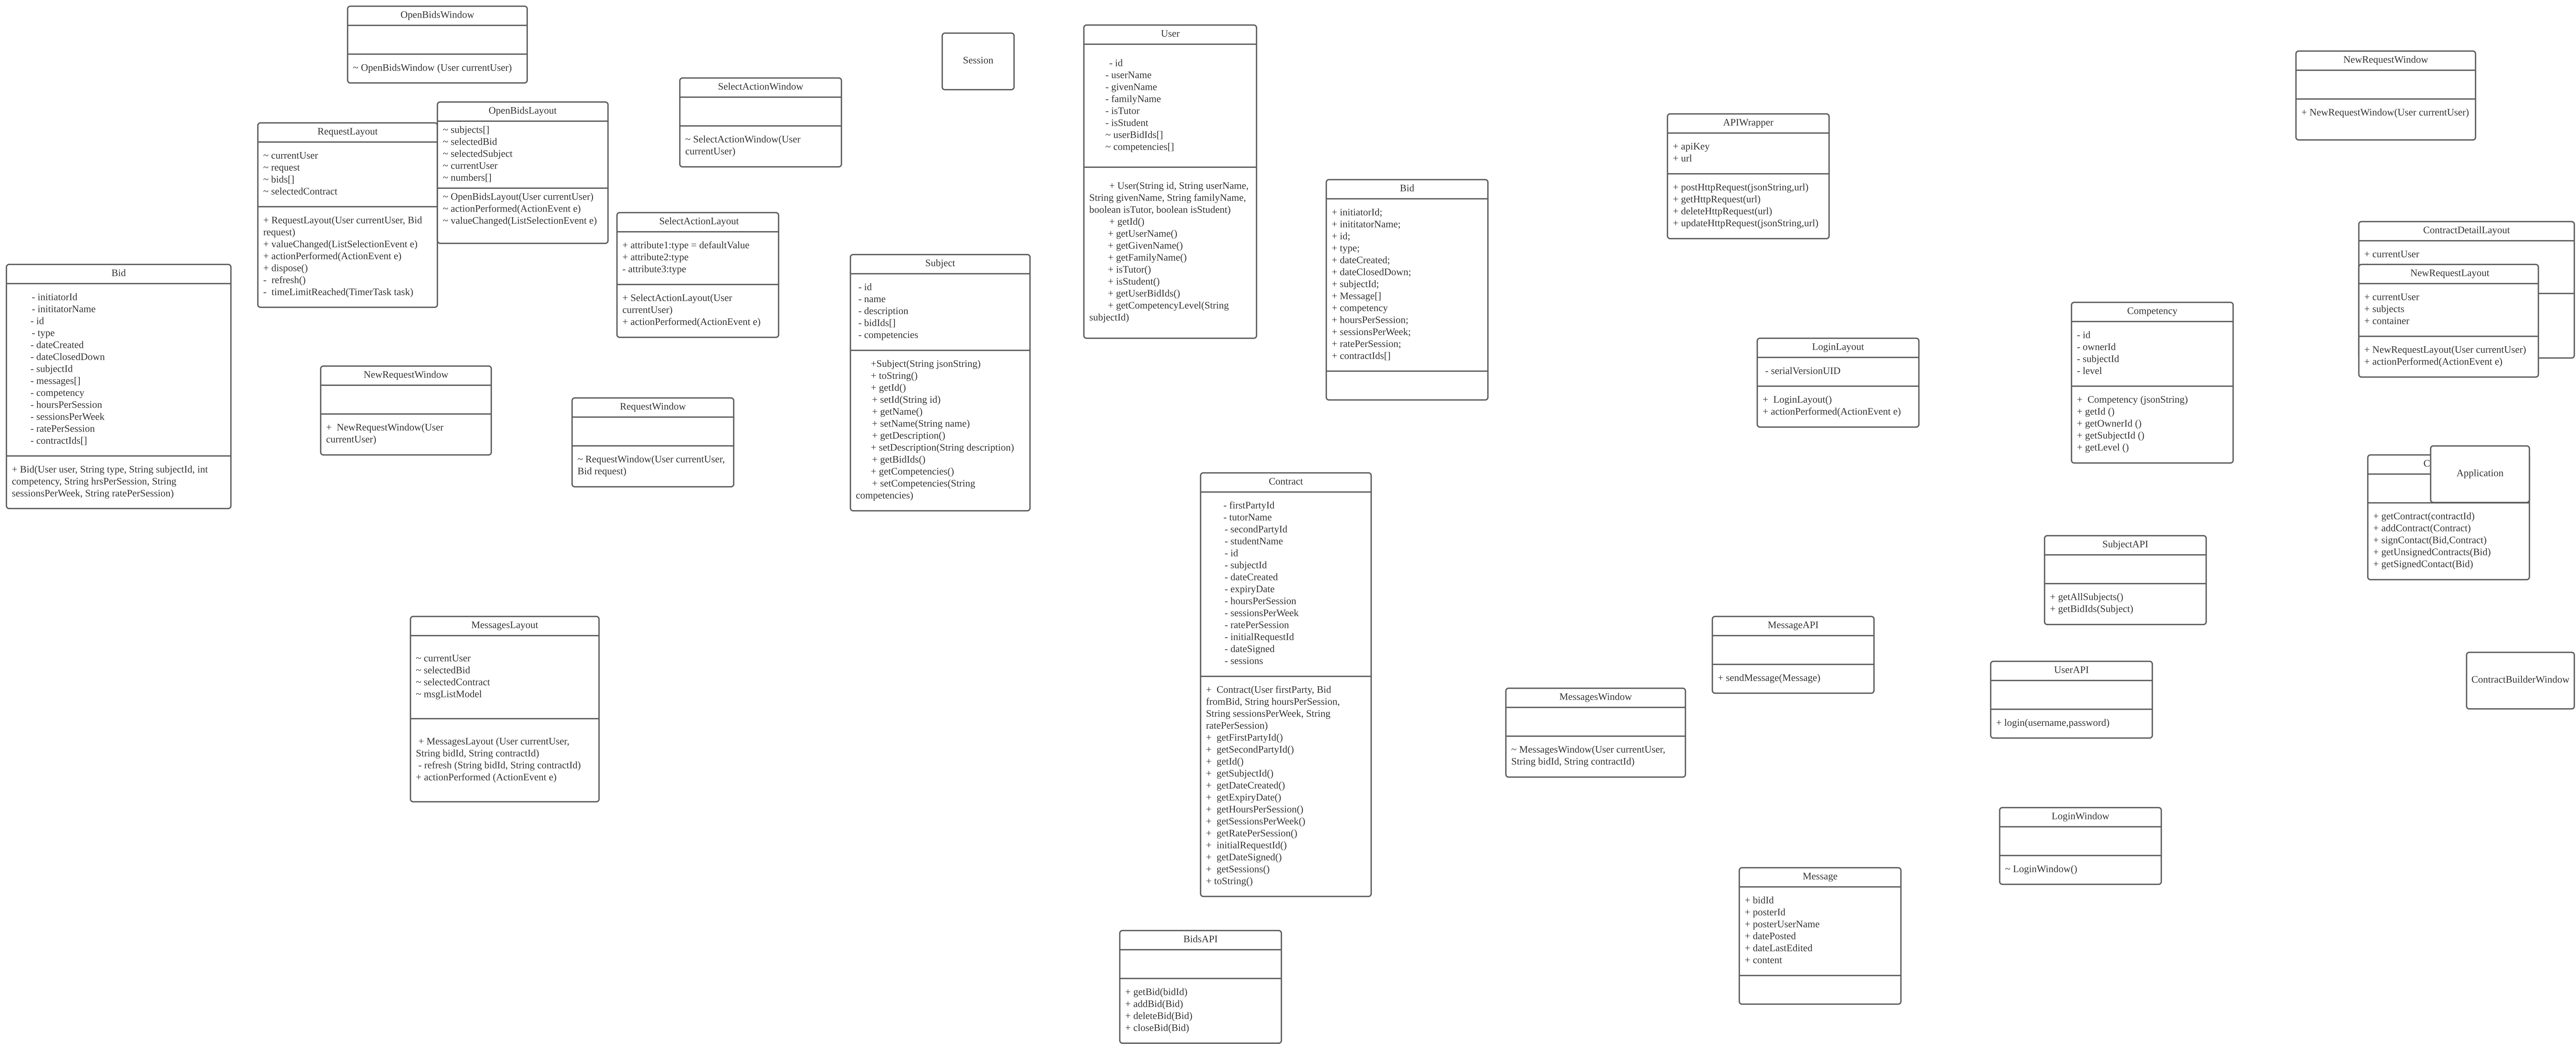 OpenBidsWindow
~ OpenBidsWindow (User currentUser)
RequestLayout
~ currentUser
~ request
~ bids[]
~ selectedContract
+ RequestLayout(User currentUser, Bid
request)
+ valueChanged(ListSelectionEvent e)
+ actionPerformed(ActionEvent e)
+ dispose()
- refresh()
- timeLimitReached(TimerTask task)
OpenBidsLayout
~ subjects[]
~ selectedBid
~ selectedSubject
~ currentUser
~ numbers[]
~ OpenBidsLayout(User currentUser)
~ actionPerformed(ActionEvent e)
~ valueChanged(ListSelectionEvent e)
SelectActionWindow
~ SelectActionWindow(User
currentUser)
SelectActionLayout
+ attribute1:type = defaultValue
+ attribute2:type
- attribute3:type
+ SelectActionLayout(User
currentUser)
+ actionPerformed(ActionEvent e)
Bid
- initiatorId
- inititatorName
- id
- type
- dateCreated
- dateClosedDown
- subjectId
- messages[]
- competency
- hoursPerSession
- sessionsPerWeek
- ratePerSession
- contractIds[]
+ Bid(User user, String type, String subjectId, int
competency, String hrsPerSession, String
sessionsPerWeek, String ratePerSession)
NewRequestWindow
+ NewRequestWindow(User
currentUser)
RequestWindow
~ RequestWindow(User currentUser,
Bid request)
MessagesLayout
~ currentUser
~ selectedBid
~ selectedContract
~ msgListModel
+ MessagesLayout (User currentUser,
String bidId, String contractId)
- refresh (String bidId, String contractId)
+ actionPerformed (ActionEvent e)
Session
Subject
- id
- name
- description
- bidIds[]
- competencies
+Subject(String jsonString)
+ toString()
+ getId()
+ setId(String id)
+ getName()
+ setName(String name)
+ getDescription()
+ setDescription(String description)
+ getBidIds()
+ getCompetencies()
+ setCompetencies(String
competencies)
User
- id
- userName
- givenName
- familyName
- isTutor
- isStudent
~ userBidIds[]
~ competencies[]
+ User(String id, String userName,
String givenName, String familyName,
boolean isTutor, boolean isStudent)
+ getId()
+ getUserName()
+ getGivenName()
+ getFamilyName()
+ isTutor()
+ isStudent()
+ getUserBidIds()
+ getCompetencyLevel(String
subjectId)
Bid
+ initiatorId;
+ inititatorName;
+ id;
+ type;
+ dateCreated;
+ dateClosedDown;
+ subjectId;
+ Message[]
+ competency
+ hoursPerSession;
+ sessionsPerWeek;
+ ratePerSession;
+ contractIds[]
Contract
- firstPartyId
- tutorName
- secondPartyId
- studentName
- id
- subjectId
- dateCreated
- expiryDate
- hoursPerSession
- sessionsPerWeek
- ratePerSession
- initialRequestId
- dateSigned
- sessions
+ Contract(User firstParty, Bid
fromBid, String hoursPerSession,
String sessionsPerWeek, String
ratePerSession)
+ getFirstPartyId()
+ getSecondPartyId()
+ getId()
+ getSubjectId()
+ getDateCreated()
+ getExpiryDate()
+ getHoursPerSession()
+ getSessionsPerWeek()
+ getRatePerSession()
+ initialRequestId()
+ getDateSigned()
+ getSessions()
+ toString()
BidsAPI
+ getBid(bidId)
+ addBid(Bid)
+ deleteBid(Bid)
+ closeBid(Bid)
APIWrapper
+ apiKey
+ url
+ postHttpRequest(jsonString,url)
+ getHttpRequest(url)
+ deleteHttpRequest(url)
+ updateHttpRequest(jsonString,url)
LoginLayout
- serialVersionUID
+ LoginLayout()
+ actionPerformed(ActionEvent e)
MessagesWindow
~ MessagesWindow(User currentUser,
String bidId, String contractId)
MessageAPI
+ sendMessage(Message)
Message
+ bidId
+ posterId
+ posterUserName
+ datePosted
+ dateLastEdited
+ content
Competency
- id
- ownerId
- subjectId
- level
+ Competency (jsonString)
+ getId ()
+ getOwnerId ()
+ getSubjectId ()
+ getLevel ()
SubjectAPI
+ getAllSubjects()
+ getBidIds(Subject)
UserAPI
+ login(username,password)
LoginWindow
~ LoginWindow()
NewRequestWindow
+ NewRequestWindow(User currentUser)
ContractDetailLayout
+ currentUser
NewRequestLayout
+ currentUser
+ subjects
+ container
+ NewRequestLayout(User currentUser)
+ actionPerformed(ActionEvent e)
Application
+ getContract(contractId)
+ addContract(Contract)
+ signContact(Bid,Contract)
+ getUnsignedContracts(Bid)
+ getSignedContact(Bid)
ContractBuilderWindow